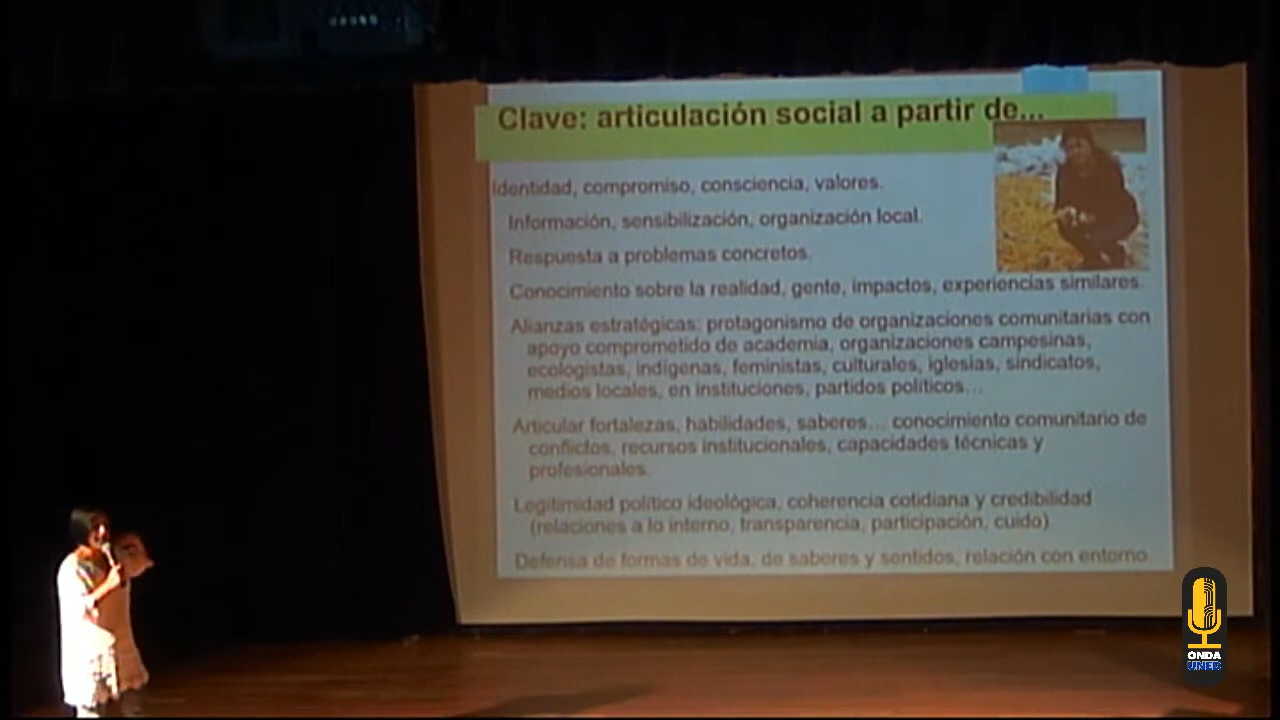 Clave: articulación social a partir de...
Identidad, compromiso, consciencia, valores.
Información, sensibilización, organización local.
Respuesta a problemas concretos.
Conocimiento sobre la realidad, gente, impactos, experiencias similares.
Alianzas estratégicas: protagonismo de organizaciones comunitarias con
apoyo comprometido de academia, organizaciones campesinas,
ecologistas, indígenas, feministas, culturales, iglesias, sindicatos,
medios locales, en instituciones, partidos políticos...
Articular fortalezas, habilidades, saberes... conocimiento comunitario de
conflictos, recursos institucionales, capacidades técnicas y
profesionales.
Legitimidad político ideológica, coherencia cotidiana y credibilidad
(relaciones a lo interno, transparencia, participación, cuido)
Defensa de formas de vida, de saberes y sentidos, relación con entorno
ONDA
UNED